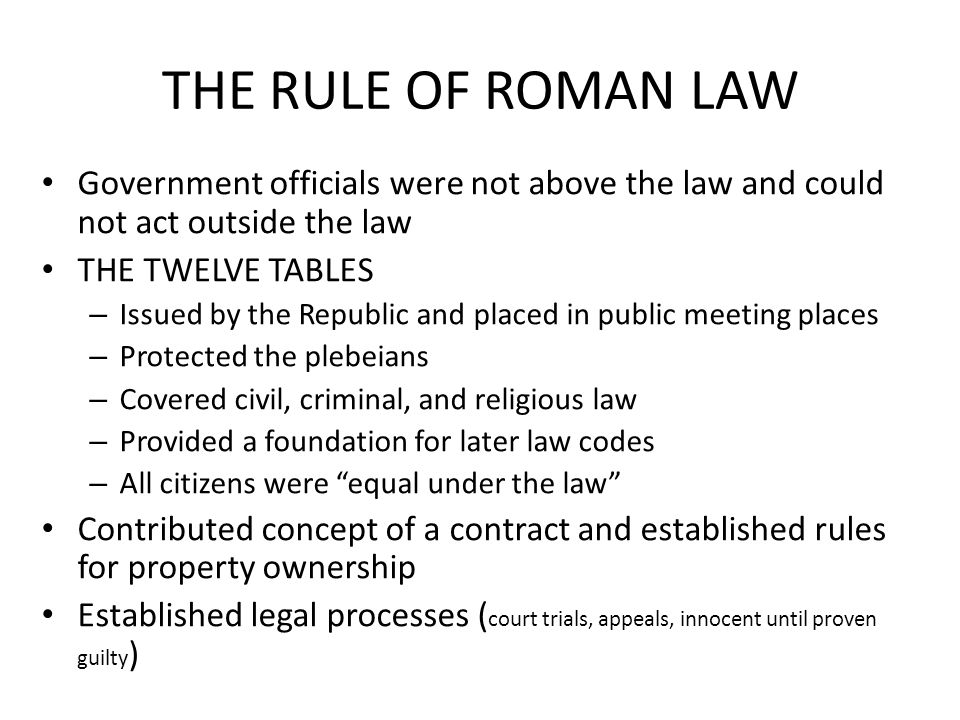 THE RULE OF ROMAN LAW
• Government officials were not above the law and could
not act outside the law
• THE TWELVE TABLES
– Issued by the Republic and placed in public meeting places
– Protected the plebeians
– Covered civil, criminal, and religious law
– Provided a foundation for later law codes
– All citizens were “equal under the law”
• Contributed concept of a contract and established rules
for property ownership
• Established legal processes (court trials, appeals, innocent until proven
guilty)